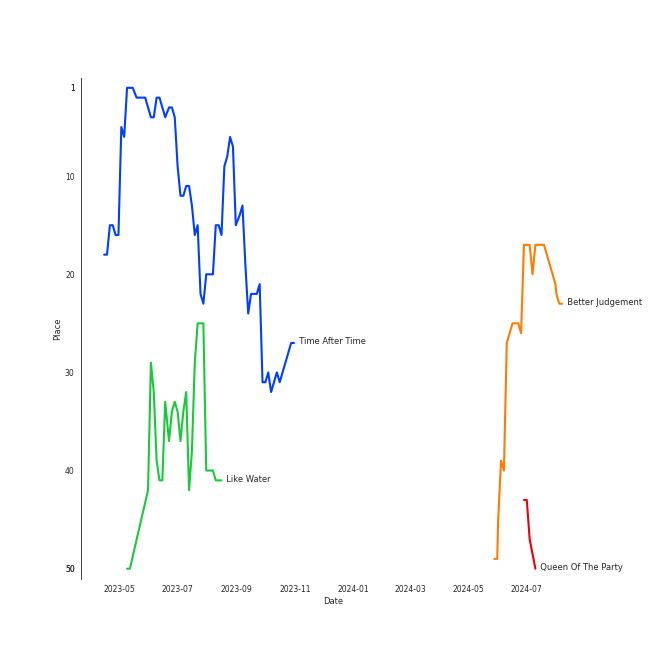 1
10
20
30
40
50
Place
Better Judgement
Time After Time
Like Water
Queen Of The Party
2023-05 2023-07 2023-09 2023-11 2024-01 2024-03 2024-05 2024-07
Date